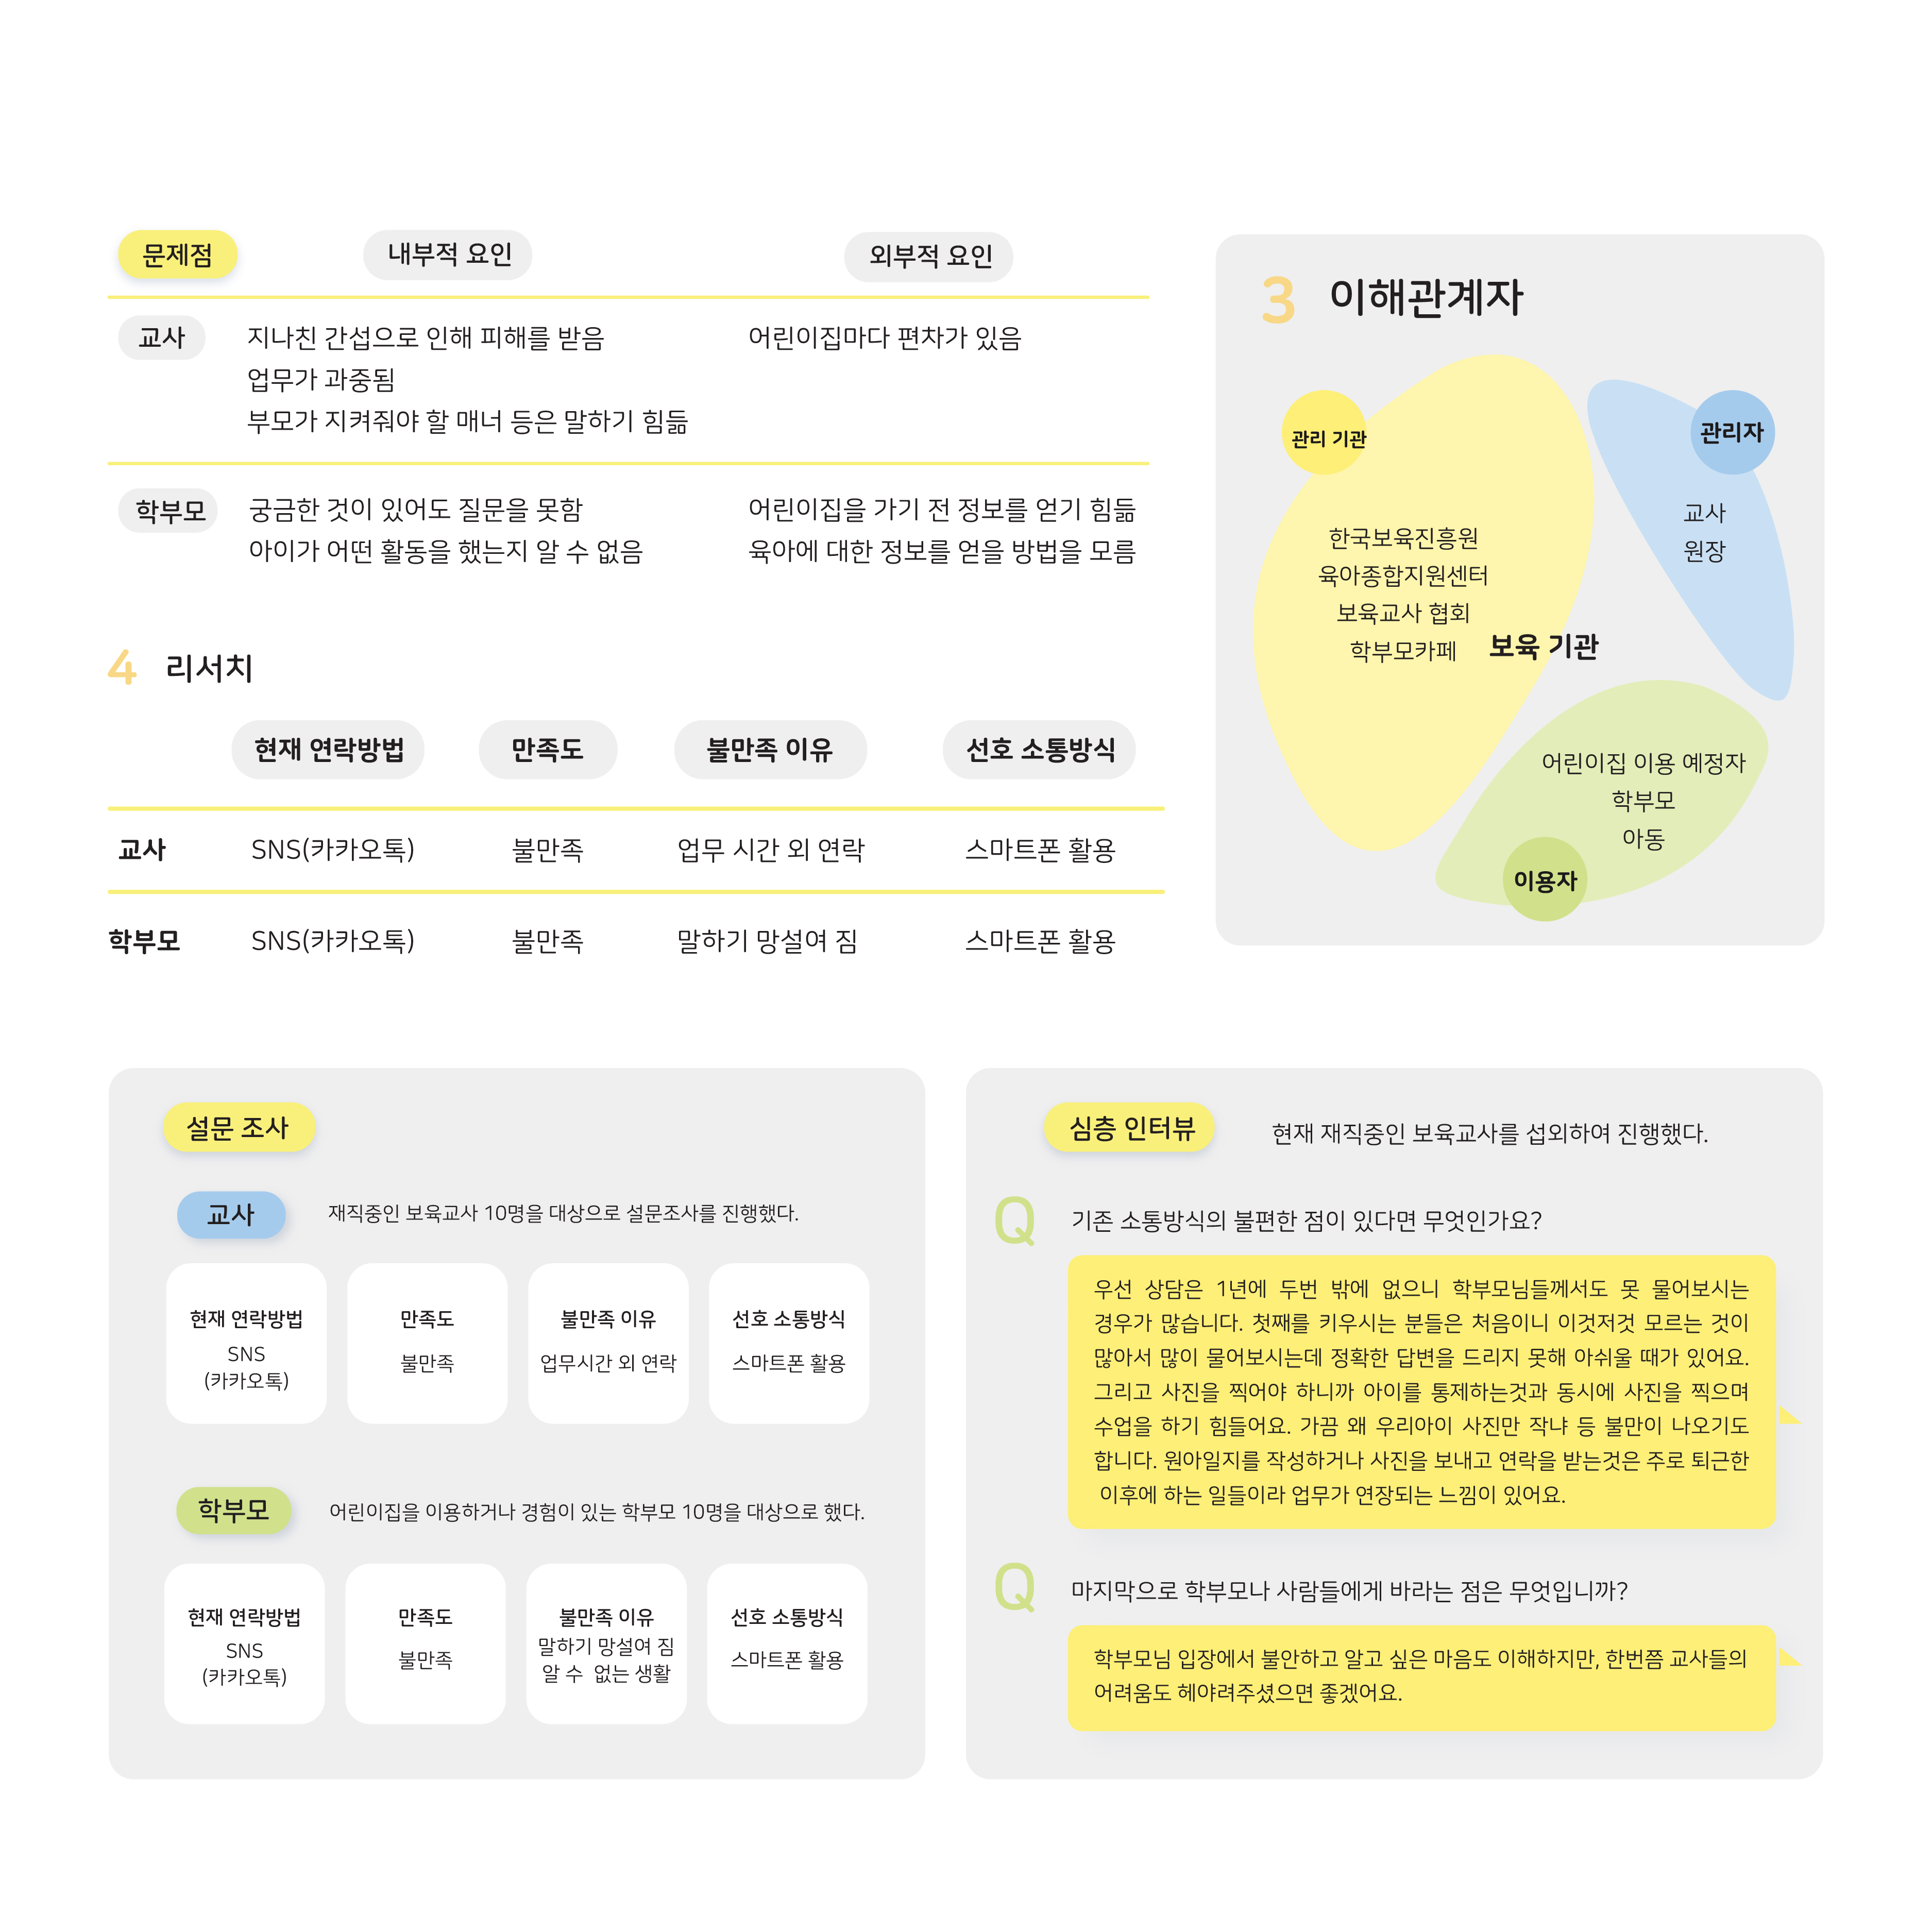 문제점 내부적 요인 외부적 요인
교사 지나친 간섭으로 인해 피해를 받음 어린이집마다 편차가 있음
업무가 과중됨
부모가 지켜줘야 할 매너 등은 말하기 힘듦
학부모 궁금한 것이 있어도 질문을 못함 어린이집을 가기 전 정보를 얻기 힘듦
아이가 어떤 활동을 했는지 알 수 없음 육아에 대한 정보를 얻을 방법을 모름
3 이해관계자
관리 기관
관리자
교사
원장
한국보육진흥원
육아종합지원센터
보육교사 협회
학부모카페
보육 기관
어린이집 이용 예정자
학부모
아동
이용자
4 리서치
현재 연락방법 만족도 불만족 이유 선호 소통방식
교사 SNS(카카오톡) 불만족 업무 시간 외 연락 스마트폰 활용
학부모 SNS(카카오톡) 불만족 말하기 망설여 짐 스마트폰 활용
설문 조사
교사 재직중인 보육교사 10명을 대상으로 설문조사를 진행했다.
현재 연락방법
SNS
(카카오톡)
만족도
불만족
불만족 이유
업무시간 외 연락
선호 소통방식
스마트폰 활용
학부모 어린이집을 이용하거나 경험이 있는 학부모 10명을 대상으로 했다.
현재 연락방법
SNS
(카카오톡)
만족도
불만족
불만족 이유
말하기 망설여 짐
알 수 없는 생활
선호 소통방식
스마트폰 활용
심층 인터뷰 현재 재직중인 보육교사를 섭외하여 진행했다.
Q 기존 소통방식의 불편한 점이 있다면 무엇인가요?
우선 상담은 1년에 두번 밖에 없으니 학부모님들께서도 못 물어보시는
경우가 많습니다. 첫째를 키우시는 분들은 처음이니 이것저것 모르는 것이
많아서 많이 물어보시는데 정확한 답변을 드리지 못해 아쉬울 때가 있어요.
그리고 사진을 찍어야 하니까 아이를 통제하는것과 동시에 사진을 찍으며
수업을 하기 힘들어요. 가끔 왜 우리아이 사진만 작냐 등 불만이 나오기도
합니다. 원아일지를 작성하거나 사진을 보내고 연락을 받는것은 주로 퇴근한
이후에 하는 일들이라 업무가 연장되는 느낌이 있어요.
Q 마지막으로 학부모나 사람들에게 바라는 점은 무엇입니까?
학부모님 입장에서 불안하고 알고 싶은 마음도 이해하지만, 한번쯤 교사들의
어려움도 헤야려주셨으면 좋겠어요.